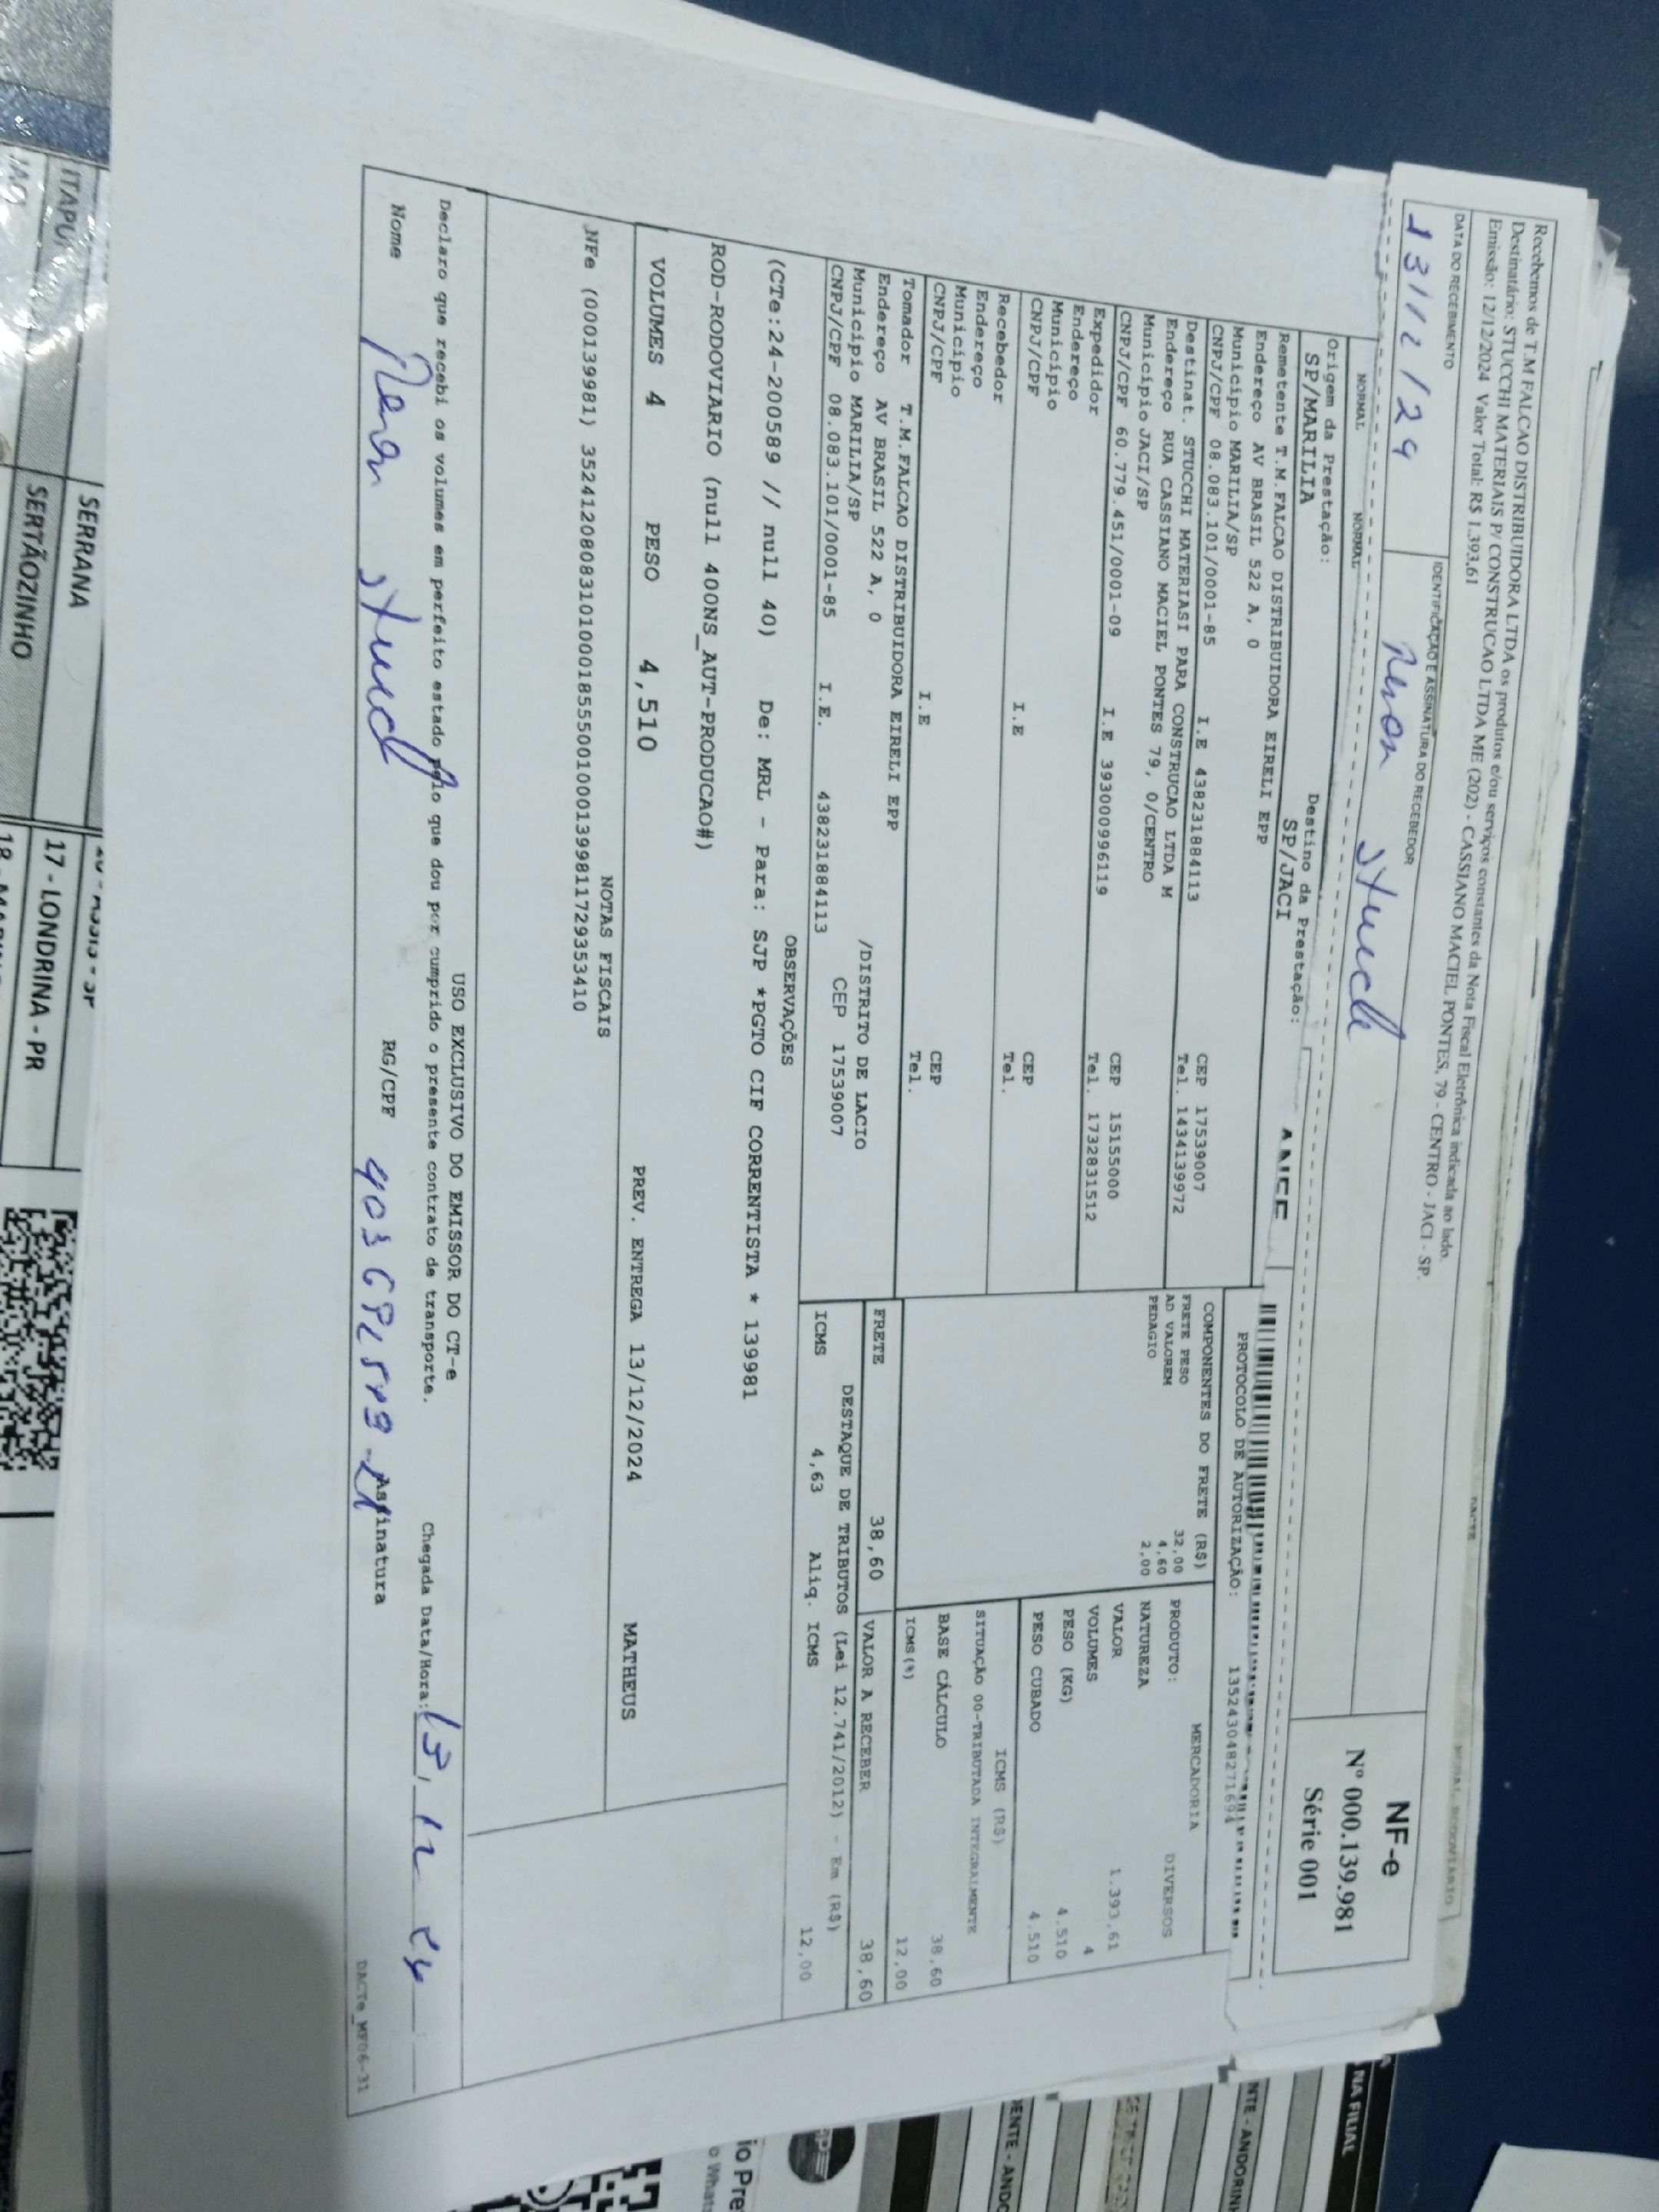 Recebemos de T.M FALCAO DISTRIBUIDORA LTDA os produtos e/ou serviços constantes da Nota Fiscal Eletrônica indicada ao lado.
Destinatário: STUCCHI MATERIAIS P/ CONSTRUCAO LTDA ME (202) - CASSIANO MACIEL PONTES, 79 - CENTRO - JACI - SP.
Emissão: 12/12/2024 Valor Total: R$ 1.393,61
DATA DO RECEBIMENTO
IDENTIFICAÇÃO E ASSINATURA DO RECEBEDOR
13/12/24
NF-e
Nº 000.139.981
Série 001
NORMAL NORMAL
Origem da Prestação:
SP/MARILIA
Destino da Prestação:
SP/JACI
PROTOCOLO DE AUTORIZAÇÃO:
Remetente T.M.FALCAO DISTRIBUIDORA EIRELI EPP
Endereço AV BRASIL 522 A, 0
Município MARILIA/SP CEP 17539007
CNPJ/CPF 08.083.101/0001-85 I.E 438231884113 Tel. 1434139972
Destinat. STUCCHI MATERIASI PARA CONSTRUCAO LTDA M
Endereço RUA CASSIANO MACIEL PONTES 79, 0/CENTRO
Município JACI/SP CEP 15155000
CNPJ/CPF 60.779.451/0001-09 I.E 393000996119 Tel. 1732831512
Expedidor
Endereço
Município CEP
CNPJ/CPF I.E Tel.
Recebedor
Endereço
Município CEP
CNPJ/CPF I.E Tel.
Tomador T.M.FALCAO DISTRIBUIDORA EIRELI EPP
Endereço AV BRASIL 522 A, 0 /DISTRITO DE LACIO
Município MARILIA/SP CEP 17539007
CNPJ/CPF 08.083.101/0001-85 I.E. 438231884113
COMPONENTES DO FRETE (R$)
FRETE PESO 32,00
AD VALOREM 4,60
PEDAGIO 2,00
MERCADORIA
PRODUTO: DIVERSOS
NATUREZA
VALOR 1.393,61
VOLUMES 4
PESO (KG) 4.510
PESO CUBADO 4.510
ICMS (R$)
SITUAÇÃO 00-TRIBUTADA INTEGRALMENTE
BASE CÁLCULO 38,60
ICMS(%) 12,00
FRETE 38,60
VALOR A RECEBER 38,60
DESTAQUE DE TRIBUTOS (Lei 12.741/2012) - Em (R$)
ICMS 4,63 Aliq. ICMS 12,00
OBSERVAÇÕES
(CTe:24-200589 // null 40) De: MRL - Para: SJP *PGTO CIF CORRENTISTA * 139981
ROD-RODOVIARIO (null 400NS_AUT-PRODUCAO#)
VOLUMES 4 PESO 4,510 PREV. ENTREGA 13/12/2024 MATHEUS
NOTAS FISCAIS
NFe (000139981) 35241208083101000185550010001399811729353410
USO EXCLUSIVO DO EMISSOR DO CT-e
Declaro que recebi os volumes em perfeito estado pelo que dou por cumprido o presente contrato de transporte.
Chegada Data/Hora: 13, 12 24
Nome RG/CPF Assinatura
DACTe_MF06-31
SERRANA
SERTÃOZINHO
17 - LONDRINA - PR
NA FILIAL